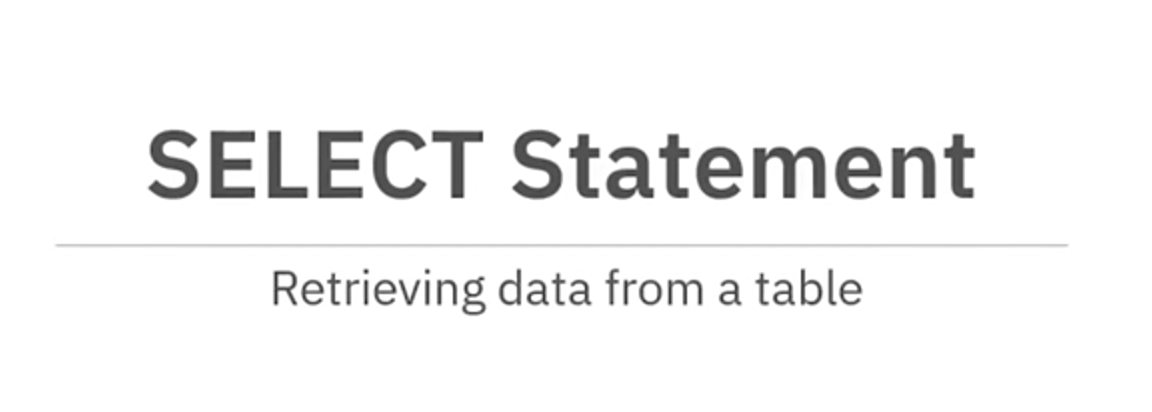 SELECT Statement
Retrieving data from a table